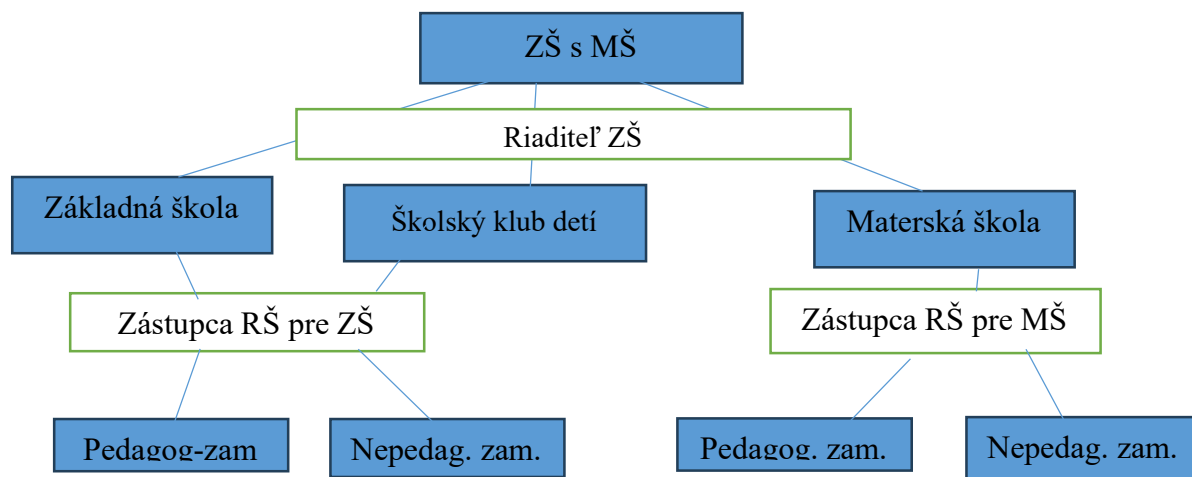 ZŠ s MŠ
Riaditeľ ZŠ
Základná škola
Školský klub detí
Materská škola
Zástupca RŠ pre ZŠ
Zástupca RŠ pre MŠ
Pedagog-zam
Nepedag. zam.
Pedagog. zam.
Nepedag. zam.